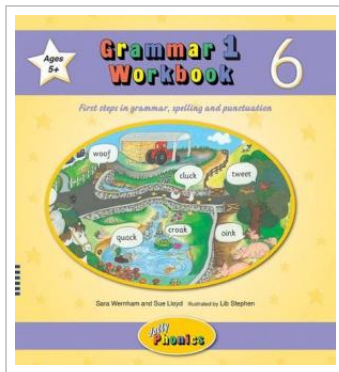 Ages
5+
Grammar 1
Workbook
6
First steps in grammar, spelling and punctuation
woof
cluck
tweet
quack
croak
oink
Sara Wernham and Sue Lloyd illustrated by Lib Stephen
Jolly
Phonics